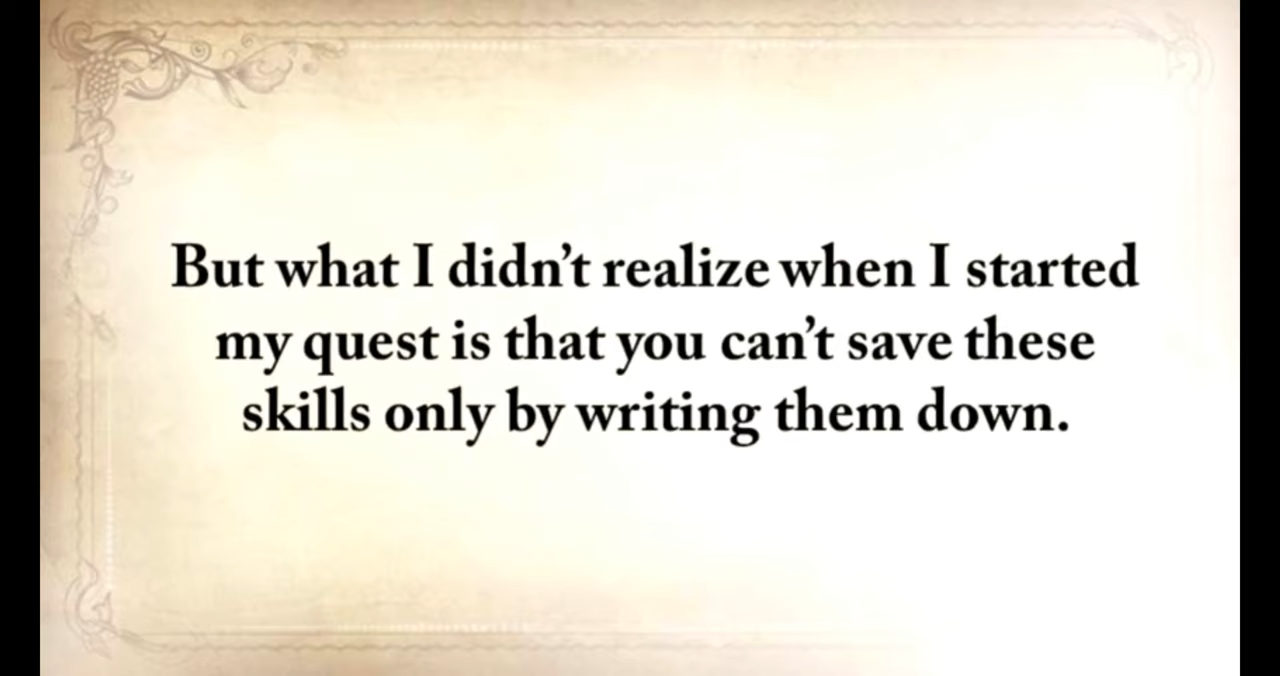 But what I didn’t realize when I started
my quest is that you can’t save these
skills only by writing them down.